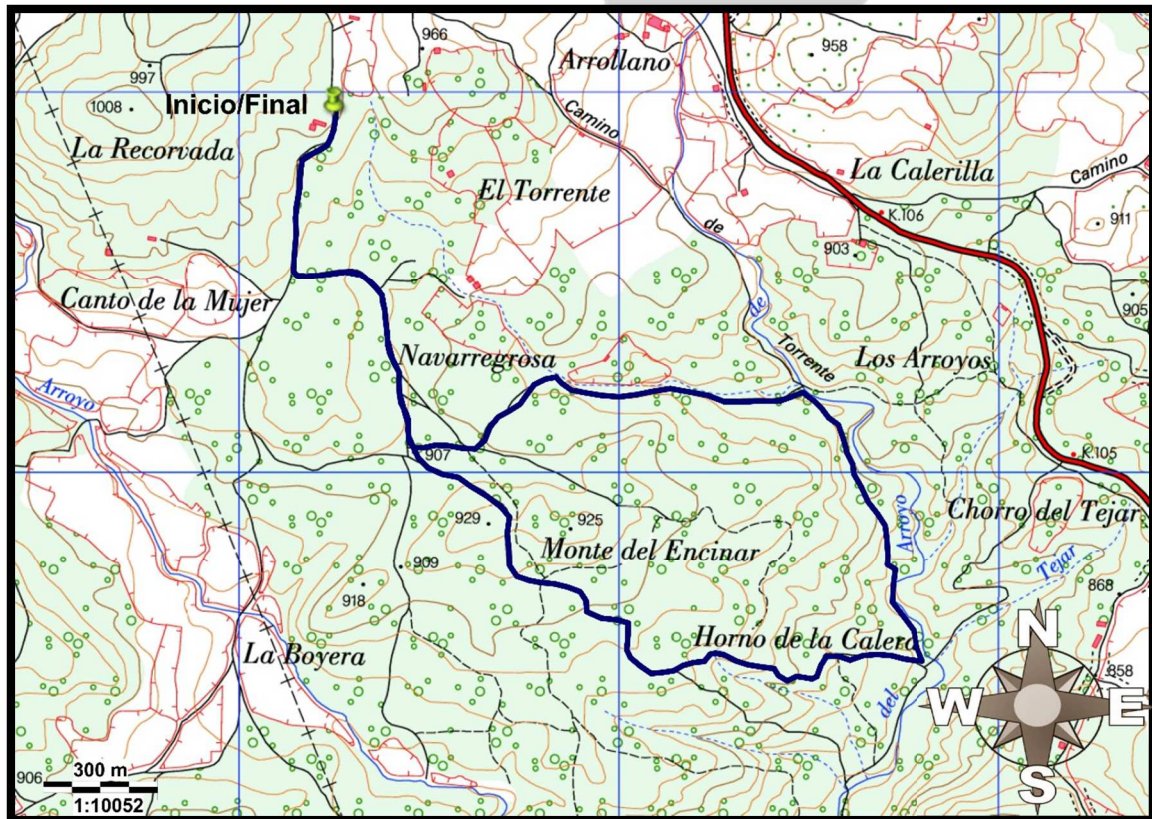 966
Arrollano
958
997
1008
Inicio/Final
Camino
La Recorvada
La Calerilla
Camino
El Torrente
K.106
911
de
903
Canto de la Mujer
de
905
Torrente
Navarregrosa
Los Arroyos
Arroyo
907
K.105
Chorro del Tejar
929
925
Arroyo
Monte del Encinar
909
Tejar
918
868
N
Horno de la Calera
La Boyera
858
del
W
E
300 m
906
S
1:10052